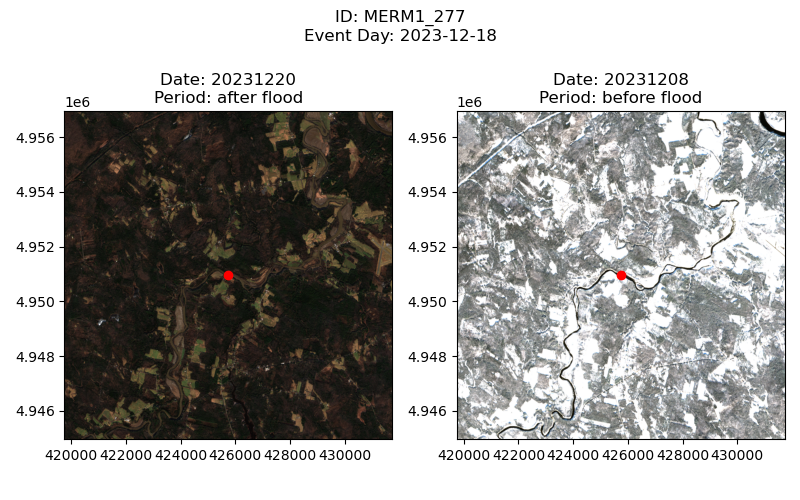 ID: MERM1_277
Event Day: 2023-12-18
Date: 20231220
Period: after flood
Date: 20231208
Period: before flood
1e6
1e6
4.956
4.954
4.952
4.950
4.948
4.946
420000 422000 424000 426000 428000 430000
4.956
4.954
4.952
4.950
4.948
4.946
420000 422000 424000 426000 428000 430000